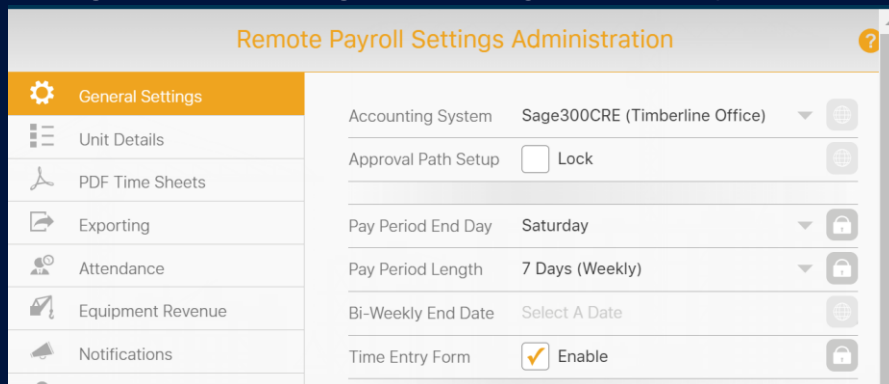 Remote Payroll Settings Administration
?
General Settings
Unit Details
PDF Time Sheets
Exporting
Attendance
Equipment Revenue
Notifications
Accounting System Sage300CRE (Timberline Office)
Approval Path Setup Lock
Pay Period End Day Saturday
Pay Period Length 7 Days (Weekly)
Bi-Weekly End Date Select A Date
Time Entry Form Enable